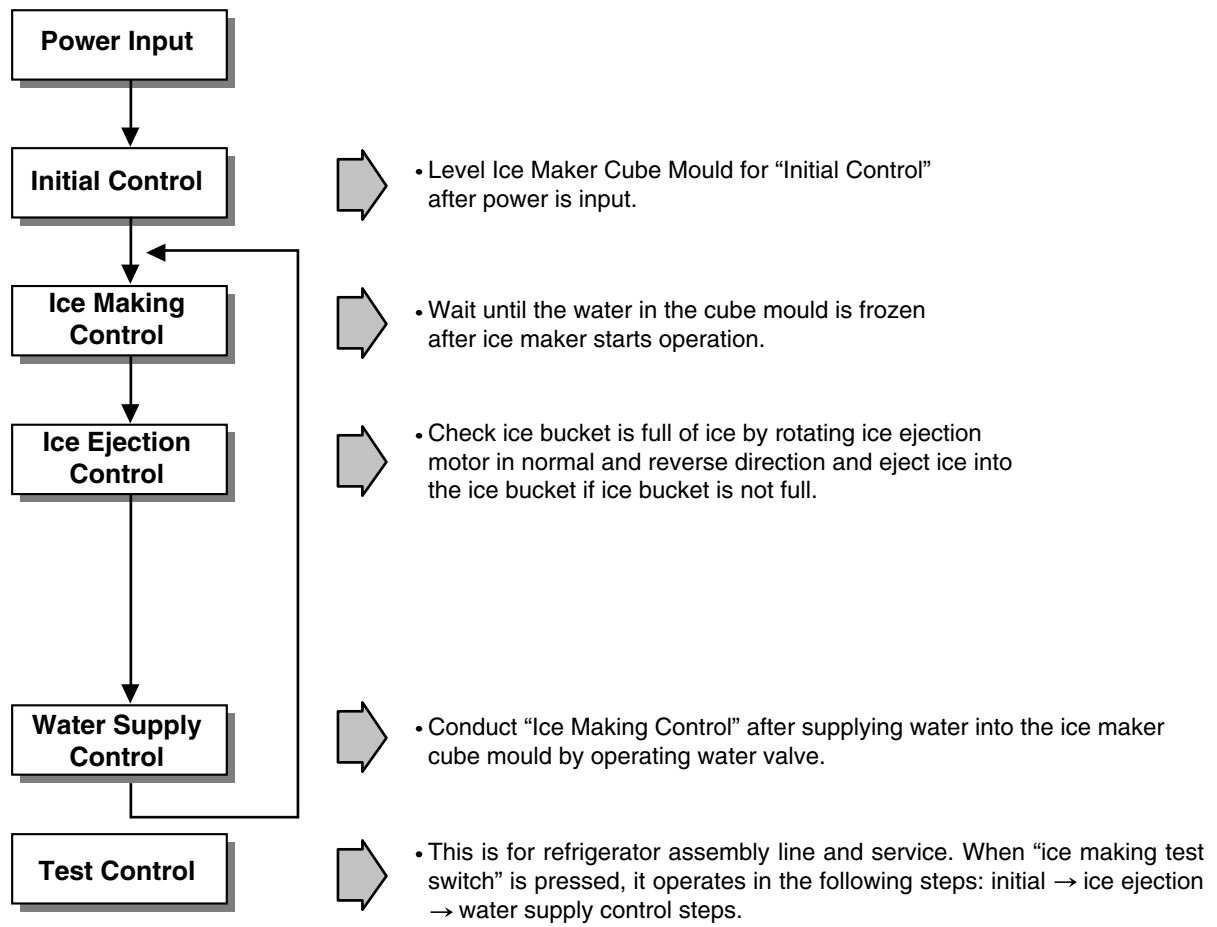 Power Input
Initial Control
• Level Ice Maker Cube Mould for “Initial Control”
after power is input.
Ice Making
Control
• Wait until the water in the cube mould is frozen
after ice maker starts operation.
Ice Ejection
Control
• Check ice bucket is full of ice by rotating ice ejection
motor in normal and reverse direction and eject ice into
the ice bucket if ice bucket is not full.
Water Supply
Control
• Conduct “Ice Making Control” after supplying water into the ice maker
cube mould by operating water valve.
Test Control
• This is for refrigerator assembly line and service. When “ice making test
switch” is pressed, it operates in the following steps: initial → ice ejection
→ water supply control steps.